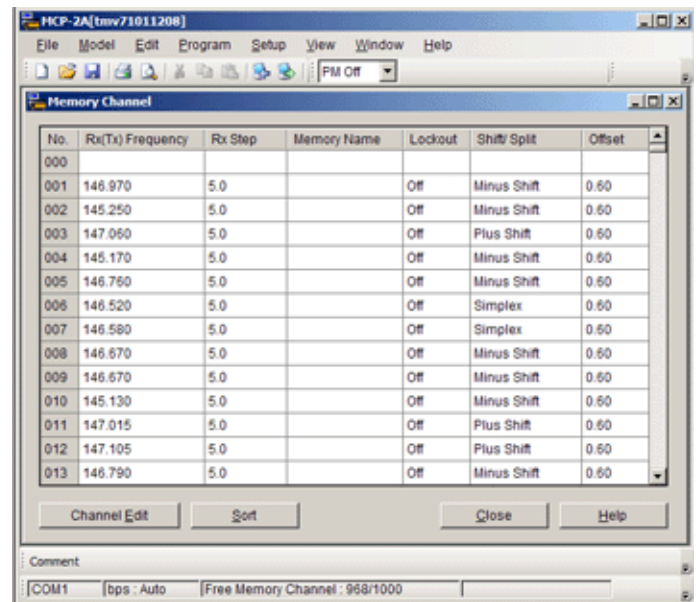 MCP-2A[tmv71011208]
File Model Edit Program Setup View Window Help
PM Off
Memory Channel
No. Rx(Tx) Frequency Rx Step Memory Name Lockout Shift/Split Offset
000
001 146.970 5.0 Off Minus Shift 0.60
002 145.250 5.0 Off Minus Shift 0.60
003 147.060 5.0 Off Plus Shift 0.60
004 145.170 5.0 Off Minus Shift 0.60
005 146.760 5.0 Off Minus Shift 0.60
006 146.520 5.0 Off Simplex 0.60
007 146.580 5.0 Off Simplex 0.60
008 146.670 5.0 Off Minus Shift 0.60
009 146.670 5.0 Off Minus Shift 0.60
010 145.130 5.0 Off Minus Shift 0.60
011 147.015 5.0 Off Plus Shift 0.60
012 147.105 5.0 Off Plus Shift 0.60
013 146.790 5.0 Off Minus Shift 0.60
Channel Edit Sort Close Help
Comment
COM1 bps : Auto Free Memory Channel : 968/1000